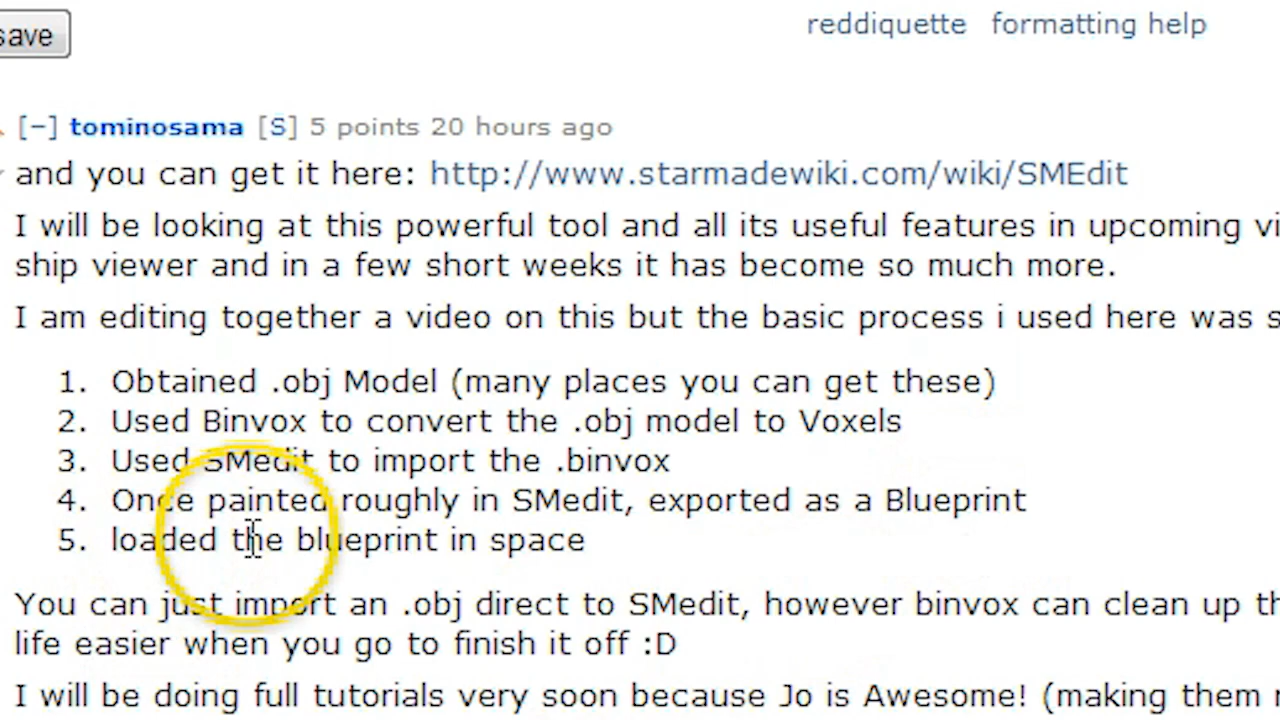 save
reddiquette formatting help
[−] tominosama [S] 5 points 20 hours ago
and you can get it here: http://www.starmadewiki.com/wiki/SMEdit
I will be looking at this powerful tool and all its useful features in upcoming
ship viewer and in a few short weeks it has become so much more.
I am editing together a video on this but the basic process i used here was
1. Obtained .obj Model (many places you can get these)
2. Used Binvox to convert the .obj model to Voxels
3. Used SMedit to import the .binvox
4. Once painted roughly in SMedit, exported as a Blueprint
5. loaded the blueprint in space
You can just import an .obj direct to SMedit, however binvox can clean up
life easier when you go to finish it off :D
I will be doing full tutorials very soon because Jo is Awesome! (making them